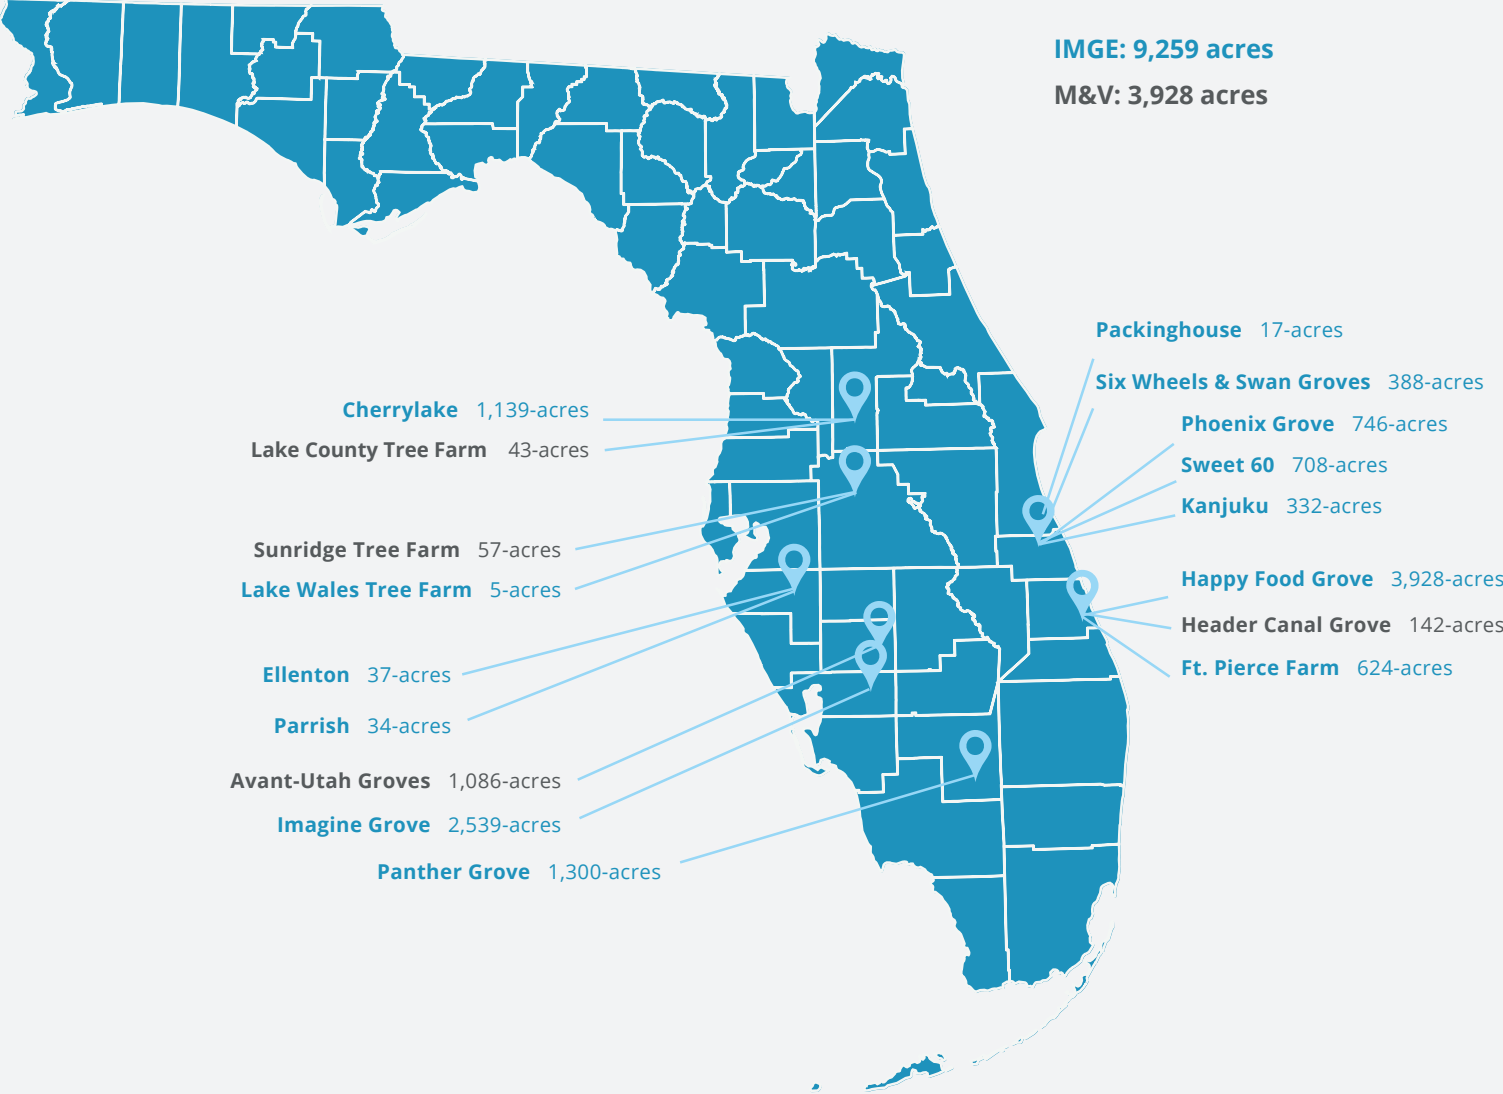 IMGE: 9,259 acres
M&V: 3,928 acres
Packinghouse 17-acres
Six Wheels & Swan Groves 388-acres
Phoenix Grove 746-acres
Sweet 60 708-acres
Kanjuku 332-acres
Happy Food Grove 3,928-acres
Header Canal Grove 142-acres
Ft. Pierce Farm 624-acres
Cherrylake 1,139-acres
Lake County Tree Farm 43-acres
Sunridge Tree Farm 57-acres
Lake Wales Tree Farm 5-acres
Ellenton 37-acres
Parrish 34-acres
Avant-Utah Groves 1,086-acres
Imagine Grove 2,539-acres
Panther Grove 1,300-acres